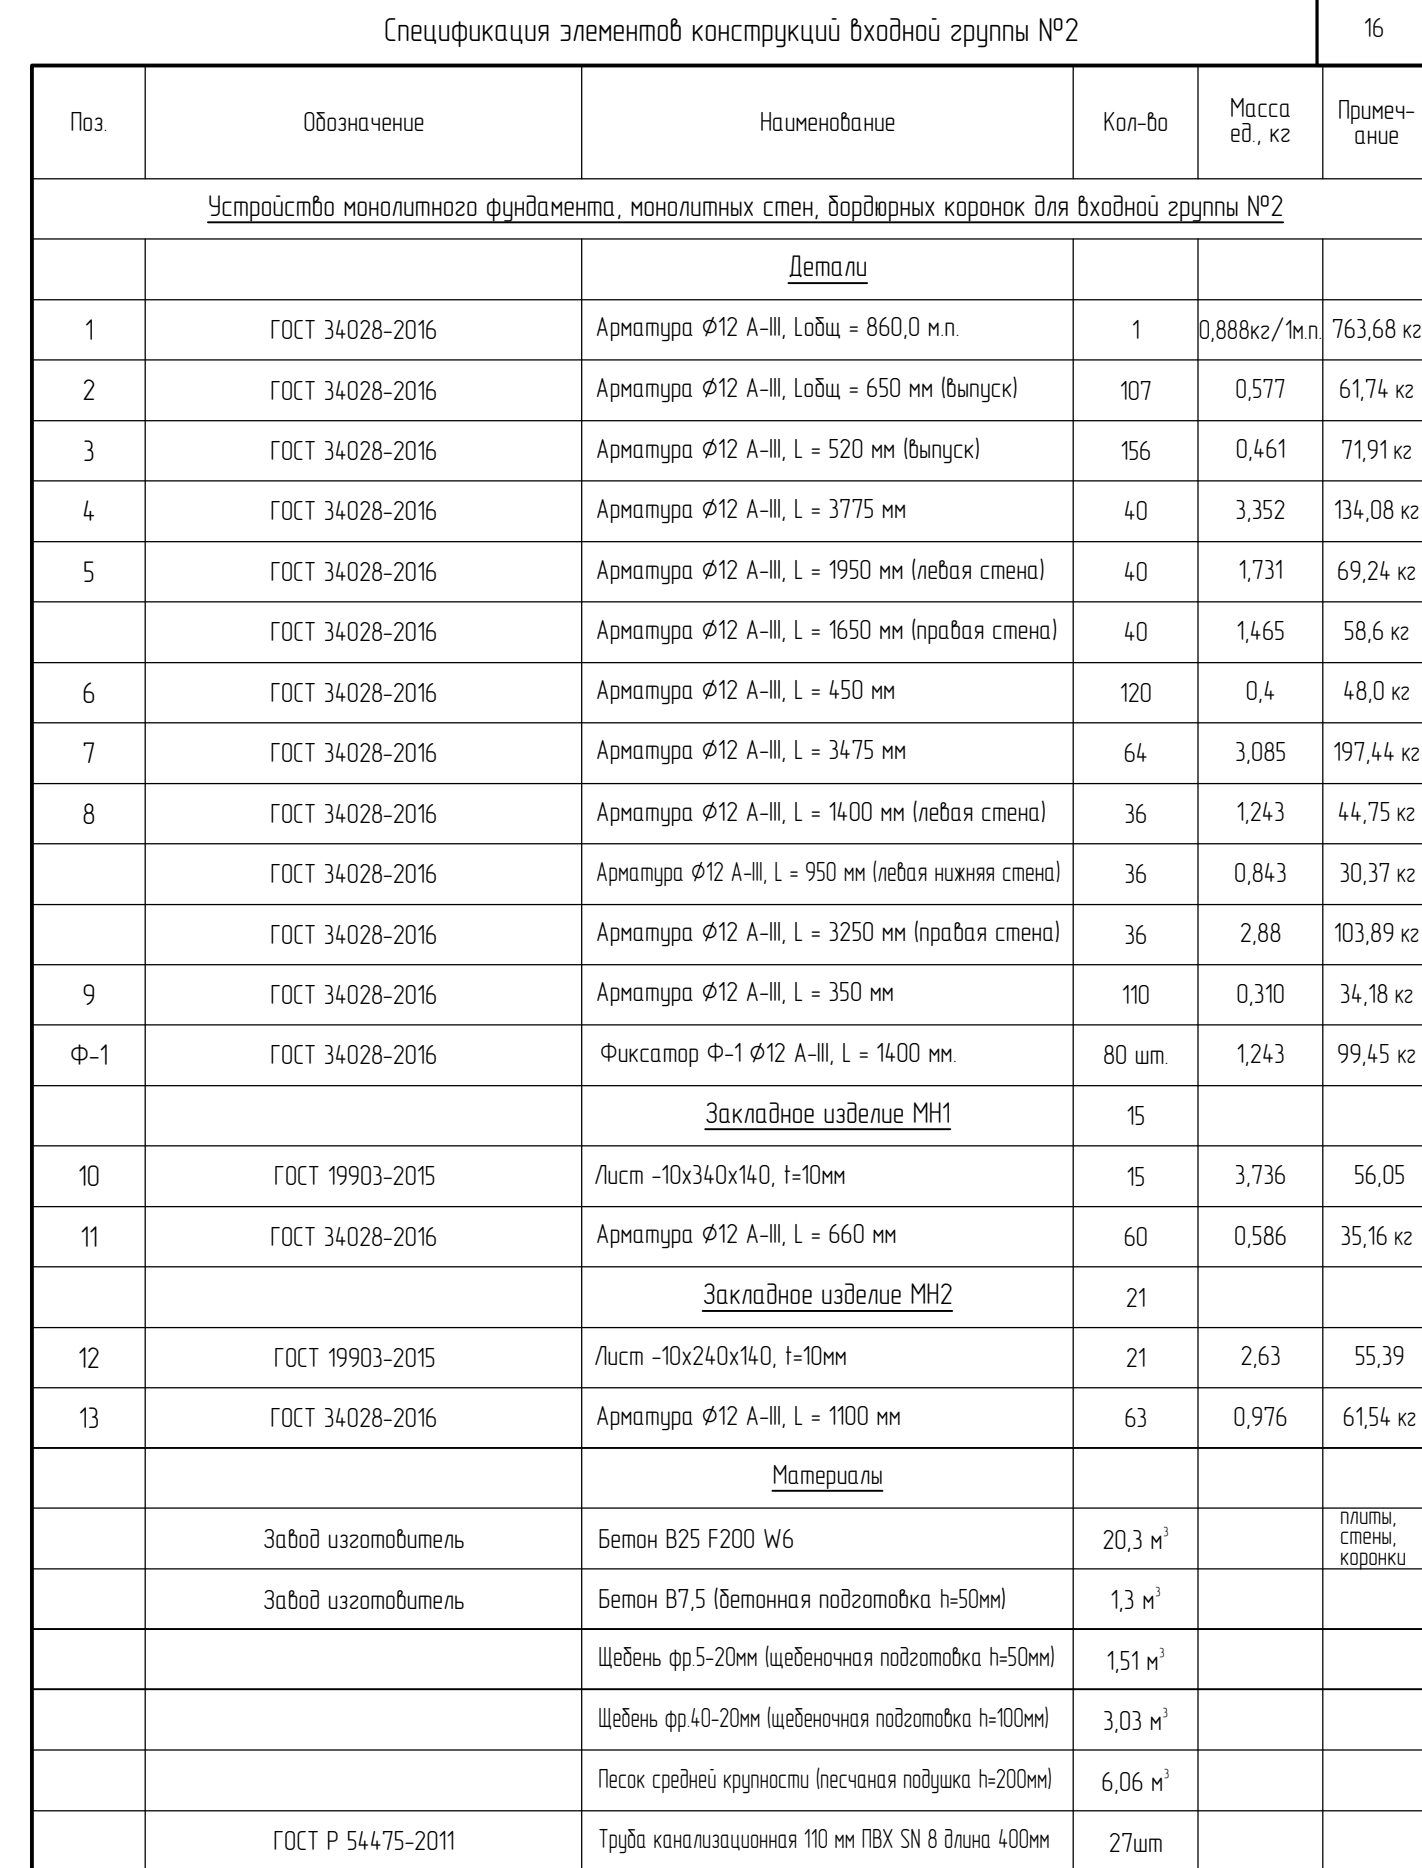 Спецификация элементов конструкций входной группы №2 16
Поз. Обозначение Наименование Кол-во Масса ед., кг Примеч-ание
Устройство монолитного фундамента, монолитных стен, бордюрных коронок для входной группы №2
Детали
1 ГОСТ 34028-2016 Арматура Ø12 А-III, Lобщ = 860,0 м.п. 1 0,888кг/1м.п. 763,68 кг
2 ГОСТ 34028-2016 Арматура Ø12 А-III, Lобщ = 650 мм (выпуск) 107 0,577 61,74 кг
3 ГОСТ 34028-2016 Арматура Ø12 А-III, L = 520 мм (выпуск) 156 0,461 71,91 кг
4 ГОСТ 34028-2016 Арматура Ø12 А-III, L = 3775 мм 40 3,352 134,08 кг
5 ГОСТ 34028-2016 Арматура Ø12 А-III, L = 1950 мм (левая стена) 40 1,731 69,24 кг
ГОСТ 34028-2016 Арматура Ø12 А-III, L = 1650 мм (правая стена) 40 1,465 58,6 кг
6 ГОСТ 34028-2016 Арматура Ø12 А-III, L = 450 мм 120 0,4 48,0 кг
7 ГОСТ 34028-2016 Арматура Ø12 А-III, L = 3475 мм 64 3,085 197,44 кг
8 ГОСТ 34028-2016 Арматура Ø12 А-III, L = 1400 мм (левая стена) 36 1,243 44,75 кг
ГОСТ 34028-2016 Арматура Ø12 А-III, L = 950 мм (левая нижняя стена) 36 0,843 30,37 кг
ГОСТ 34028-2016 Арматура Ø12 А-III, L = 3250 мм (правая стена) 36 2,88 103,89 кг
9 ГОСТ 34028-2016 Арматура Ø12 А-III, L = 350 мм 110 0,310 34,18 кг
Ф-1 ГОСТ 34028-2016 Фиксатор Ф-1 Ø12 А-III, L = 1400 мм. 80 шт. 1,243 99,45 кг
Закладное изделие МН1 15
10 ГОСТ 19903-2015 Лист -10х340х140, t=10мм 15 3,736 56,05
11 ГОСТ 34028-2016 Арматура Ø12 А-III, L = 660 мм 60 0,586 35,16 кг
Закладное изделие МН2 21
12 ГОСТ 19903-2015 Лист -10х240х140, t=10мм 21 2,63 55,39
13 ГОСТ 34028-2016 Арматура Ø12 А-III, L = 1100 мм 63 0,976 61,54 кг
Материалы
Завод изготовитель Бетон В25 F200 W6 20,3 м³ плиты, стены, коронки
Завод изготовитель Бетон В7,5 (бетонная подготовка h=50мм) 1,3 м³
Щебень фр.5-20мм (щебеночная подготовка h=50мм) 1,51 м³
Щебень фр.40-20мм (щебеночная подготовка h=100мм) 3,03 м³
Песок средней крупности (песчаная подушка h=200мм) 6,06 м³
ГОСТ Р 54475-2011 Труба канализационная 110 мм ПВХ SN 8 длина 400мм 27шт